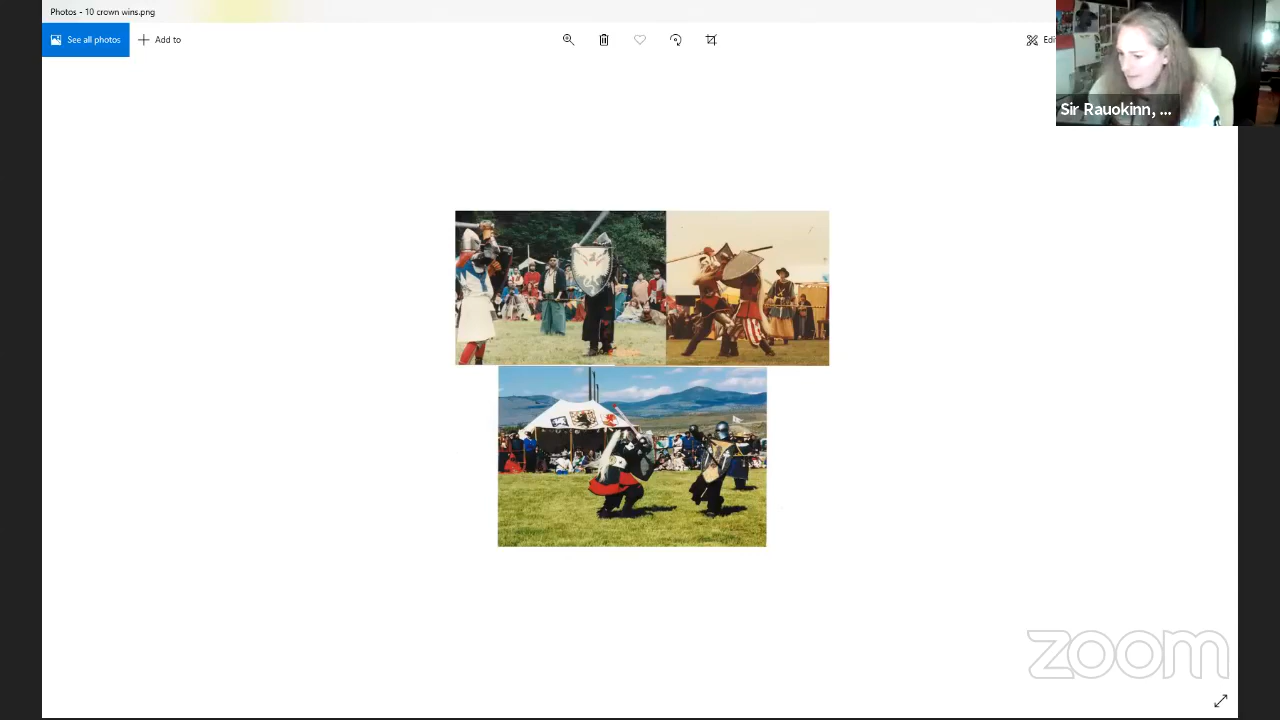 Photos - 10 crown wins.png
See all photos
Add to
Sir Rauokinn, ...
zoom